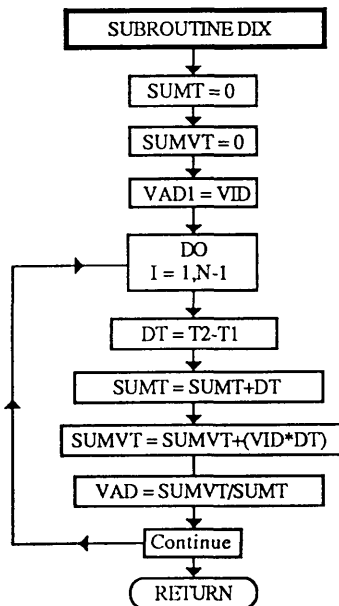 SUBROUTINE DIX
SUMT = 0
SUMVT = 0
VAD1 = VID
DO
I = 1,N-1
DT = T2-T1
SUMT = SUMT+DT
SUMVT = SUMVT+(VID*DT)
VAD = SUMVT/SUMT
Continue
RETURN